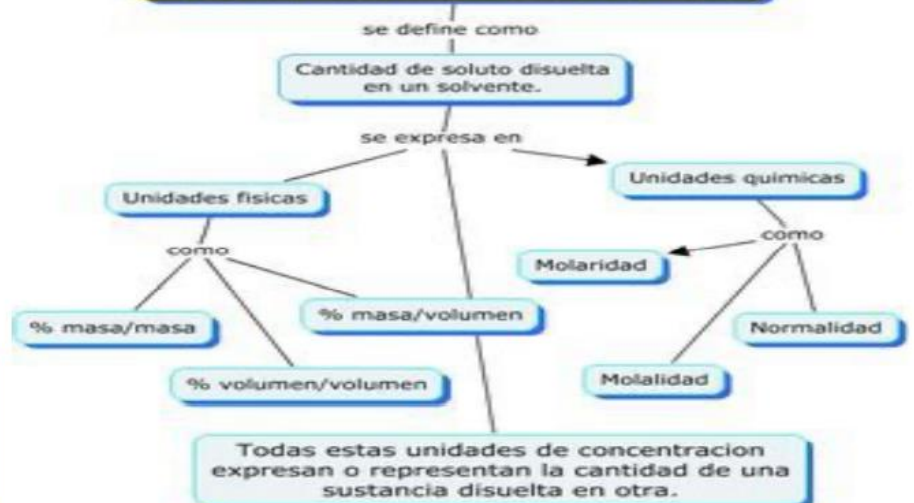 se define como
Cantidad de soluto disuelta
en un solvente.
se expresa en
Unidades fisicas
Unidades quimicas
como
como
Molaridad
% masa/masa
% masa/volumen
Normalidad
% volumen/volumen
Molalidad
Todas estas unidades de concentracion
expresan o representan la cantidad de una
sustancia disuelta en otra.